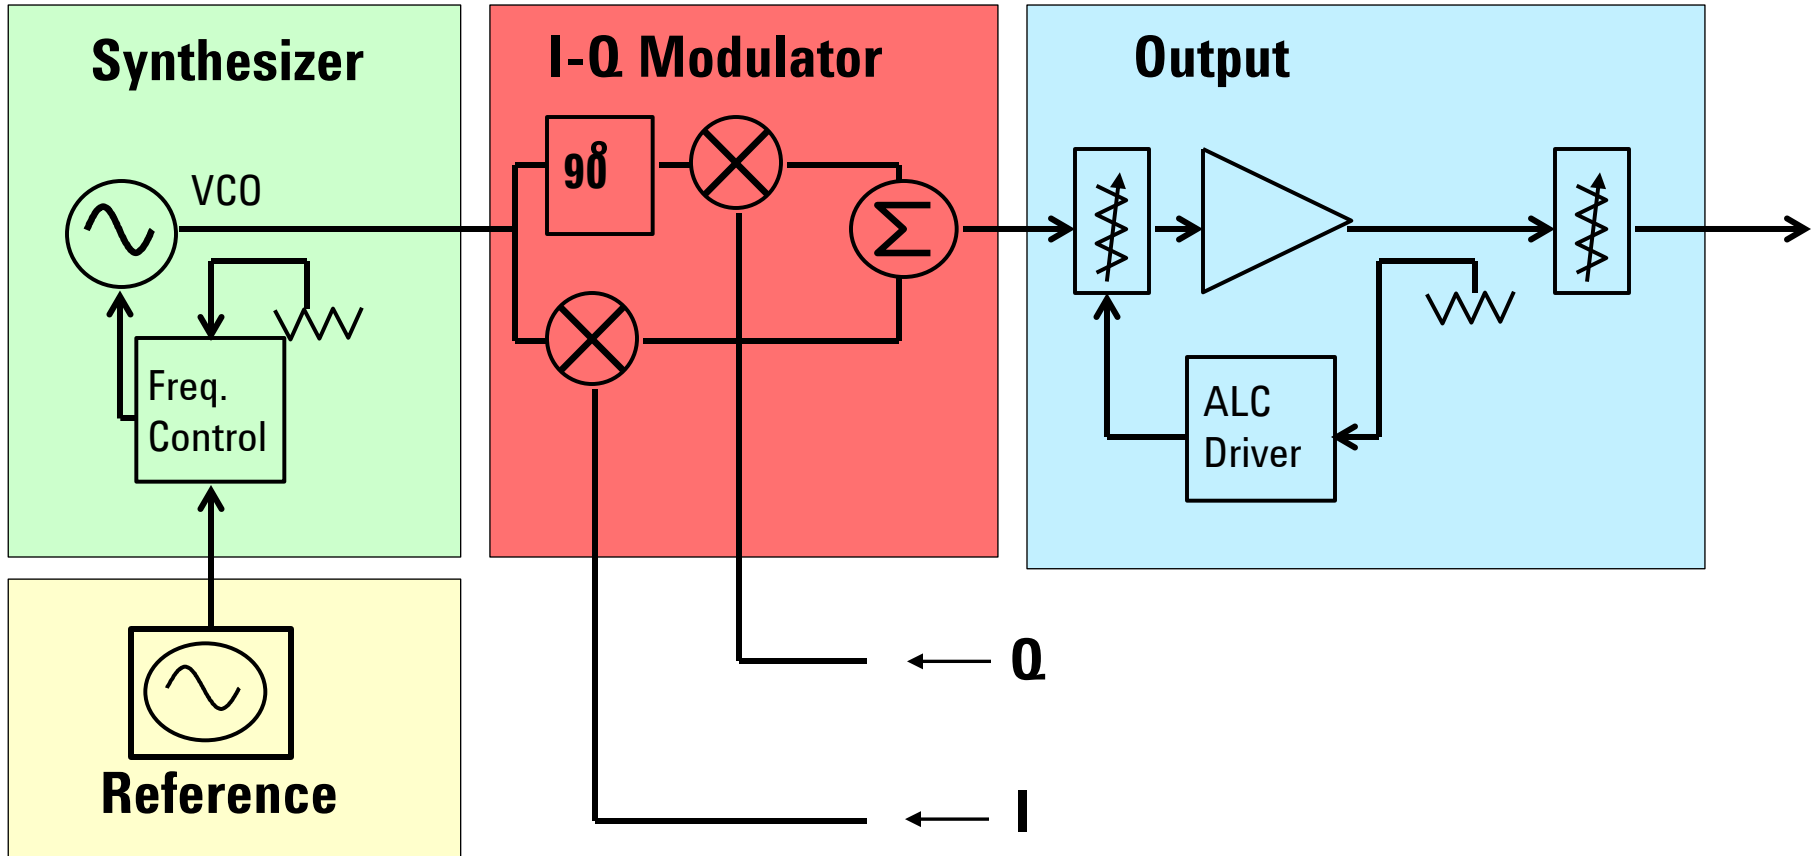 Synthesizer
I-Q Modulator
Output
VCO
90
Σ
Freq.
Control
ALC
Driver
Q
Reference
I